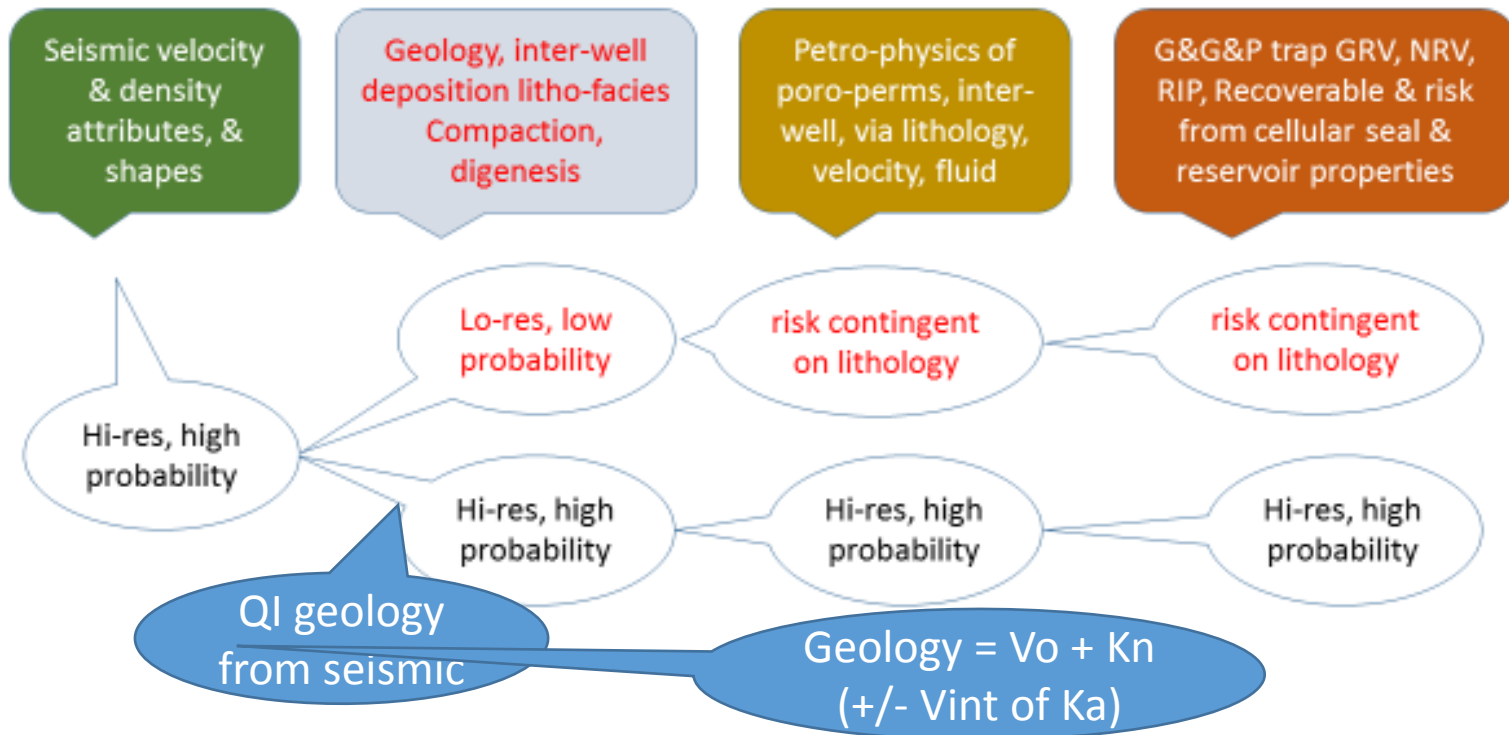 Seismic velocity
& density
attributes, &
shapes
Geology, inter-well
deposition litho-facies
Compaction,
digenesis
Petro-physics of
poro-perms, inter-
well, via lithology,
velocity, fluid
G&G&P trap GRV, NRV,
RIP, Recoverable & risk
from cellular seal &
reservoir properties
Lo-res, low
probability
risk contingent
on lithology
risk contingent
on lithology
Hi-res, high
probability
Hi-res, high
probability
Hi-res, high
probability
Hi-res, high
probability
QI geology
from seismic
Geology = Vo + Kn
(+/- Vint of Ka)